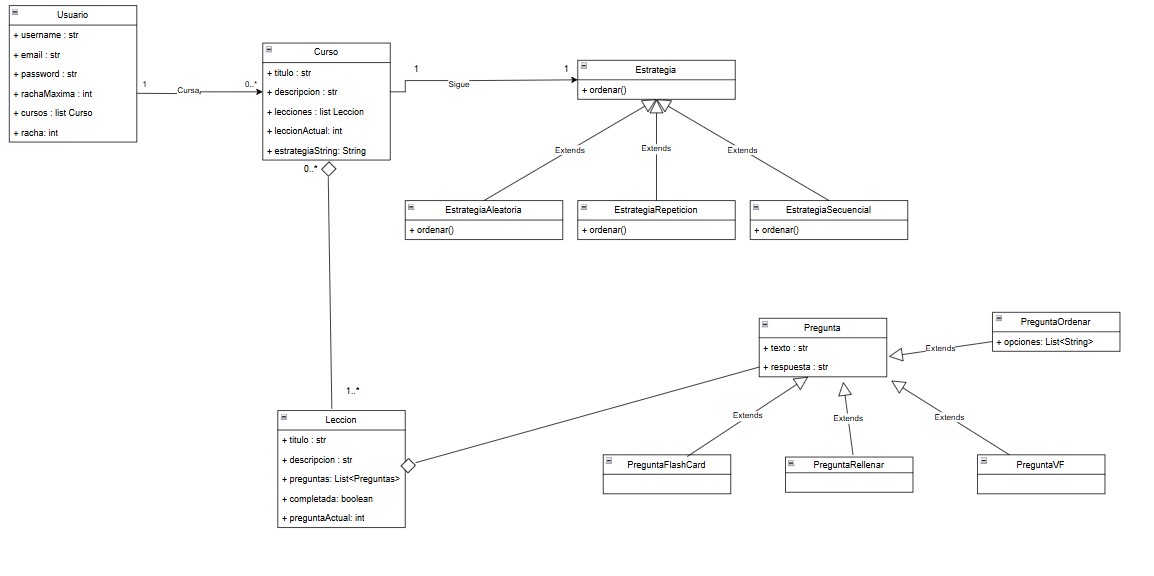 Usuario
+ username : str
+ email : str
+ password : str
+ rachaMaxima : int
+ cursos : list Curso
+ racha: int
1
Cursa
0..*
Curso
+ titulo : str
+ descripcion : str
+ lecciones : list Leccion
+ leccionActual: int
+ estrategiaString: String
1
Sigue
1
Estrategia
+ ordenar()
Extends
Extends
Extends
EstrategiaAleatoria
+ ordenar()
EstrategiaRepeticion
+ ordenar()
EstrategiaSecuencial
+ ordenar()
0..*
1..*
Leccion
+ titulo : str
+ descripcion : str
+ preguntas: List<Preguntas>
+ completada: boolean
+ preguntaActual: int
Pregunta
+ texto : str
+ respuesta : str
Extends
PreguntaOrdenar
+ opciones: List<String>
Extends
Extends
Extends
PreguntaFlashCard
PreguntaRellenar
PreguntaVF